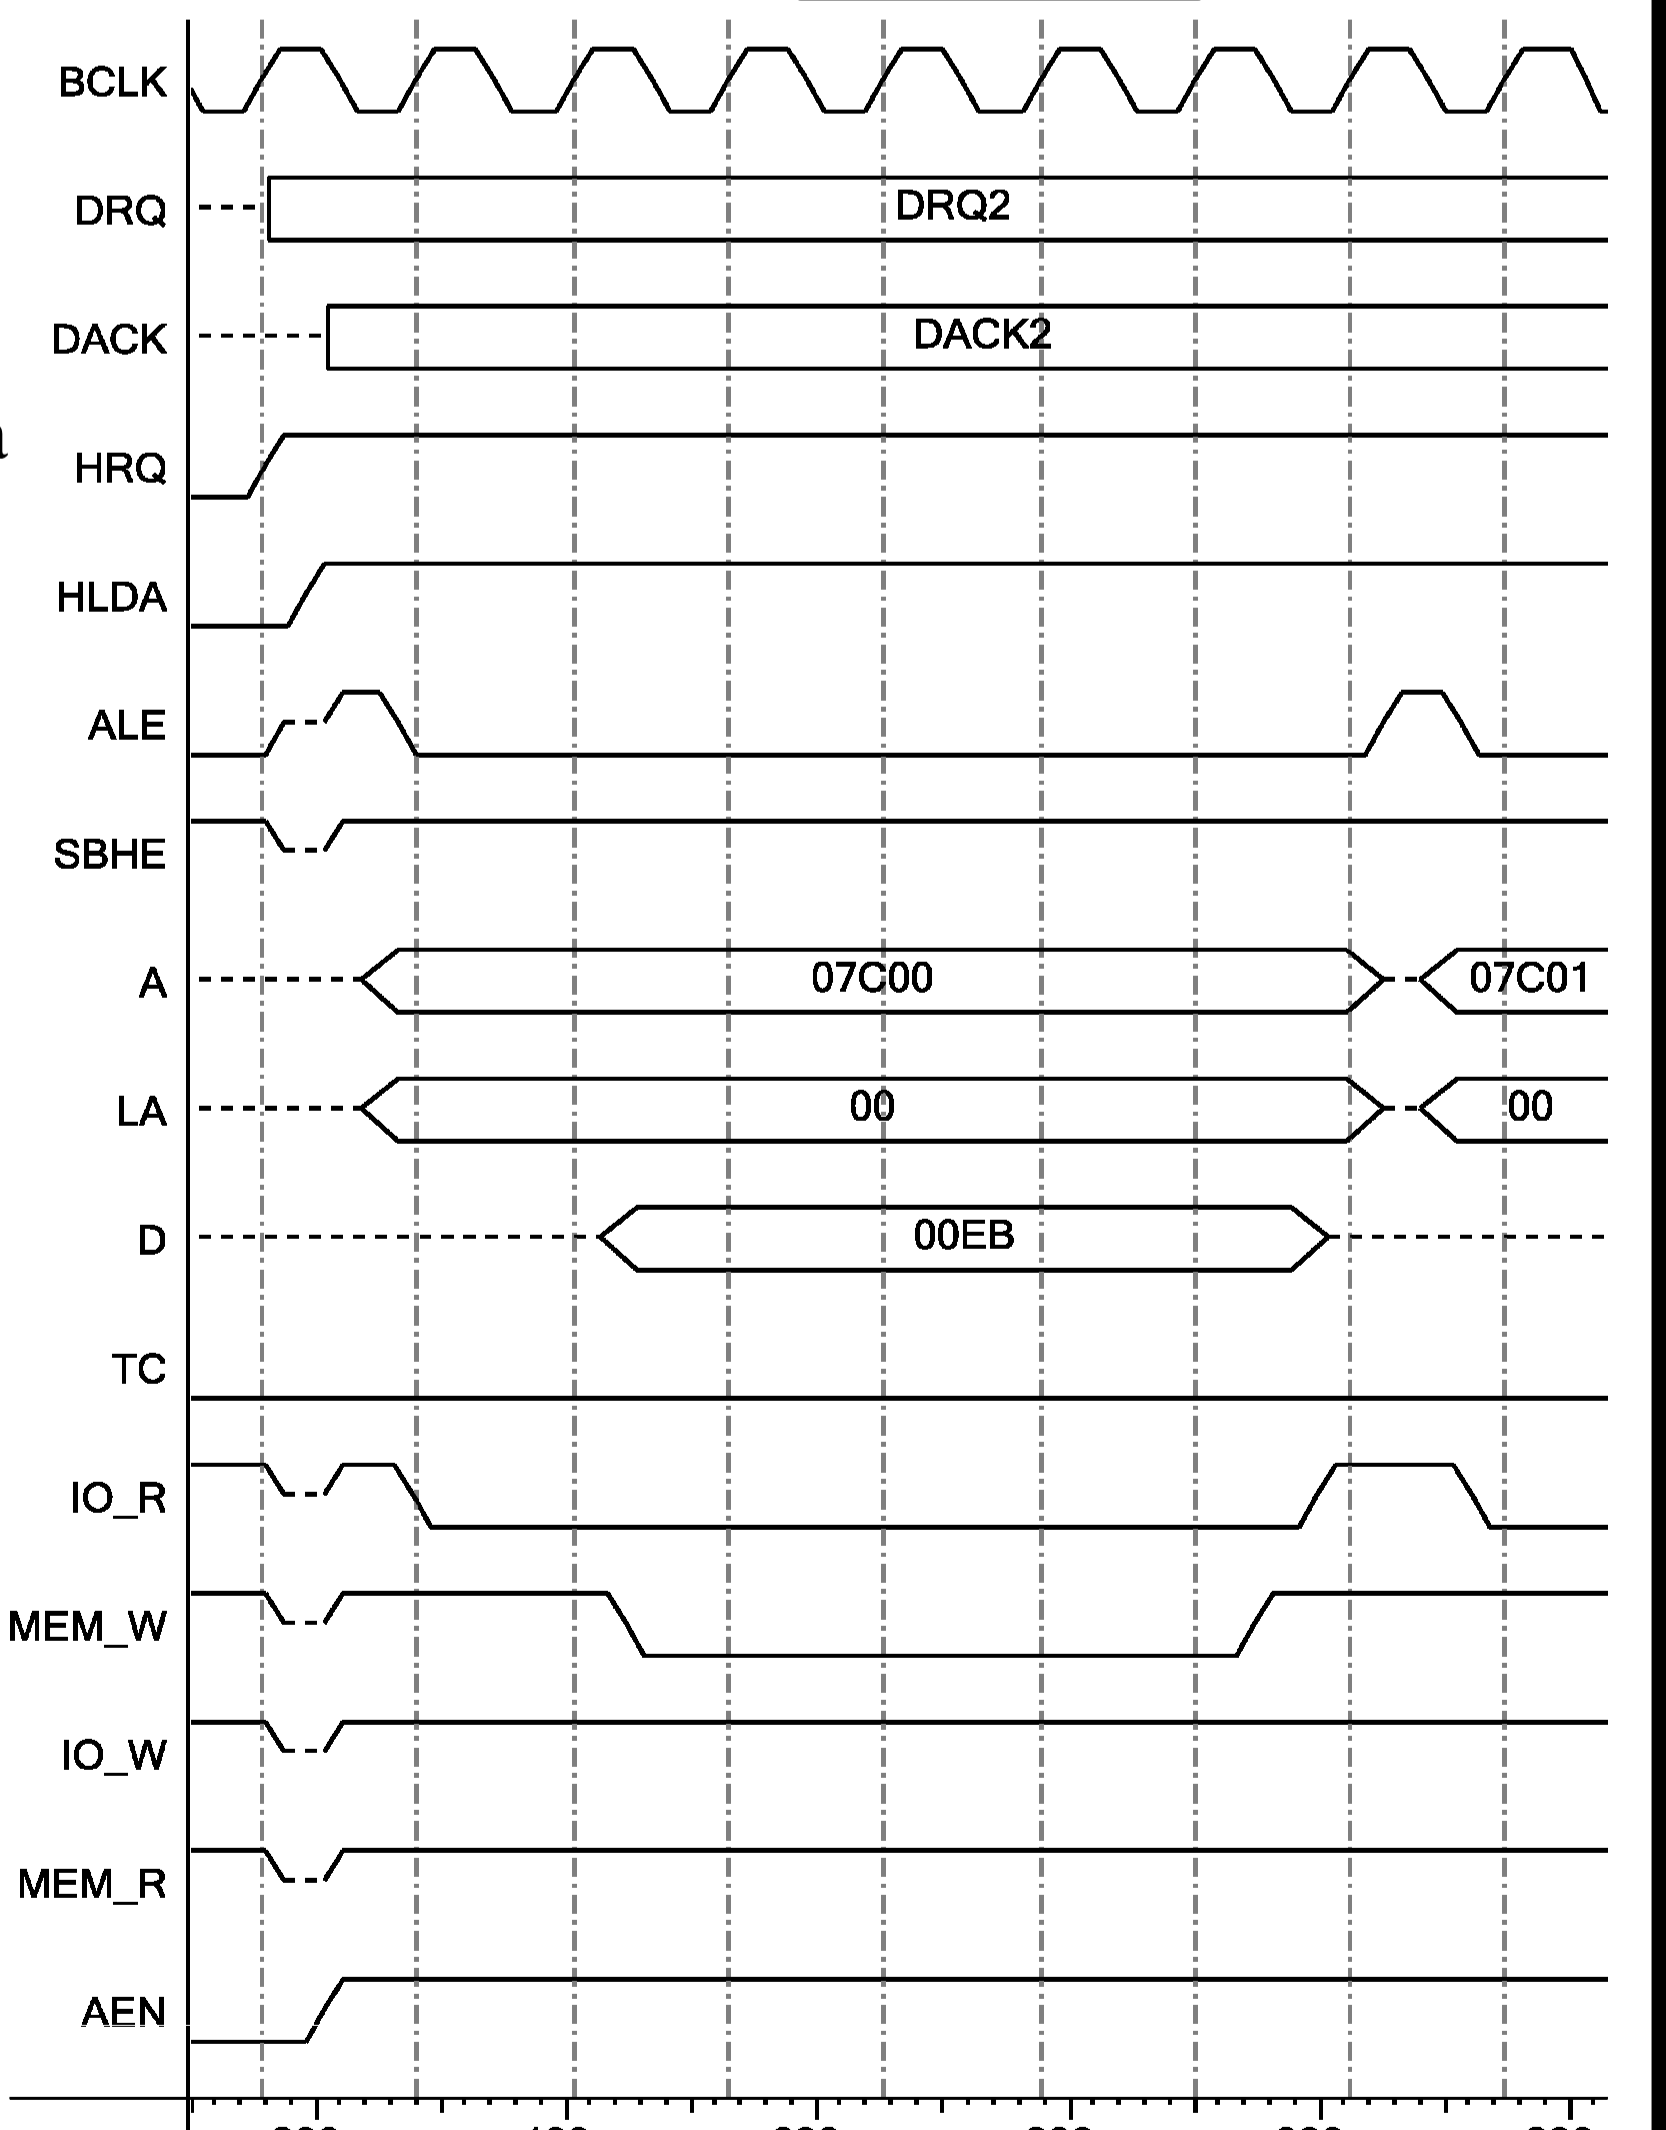 BCLK
DRQ DRQ2
DACK DACK2
HRQ
HLDA
ALE
SBHE
A 07C00 07C01
LA 00 00
D 00EB
TC
IO_R
MEM_W
IO_W
MEM_R
AEN